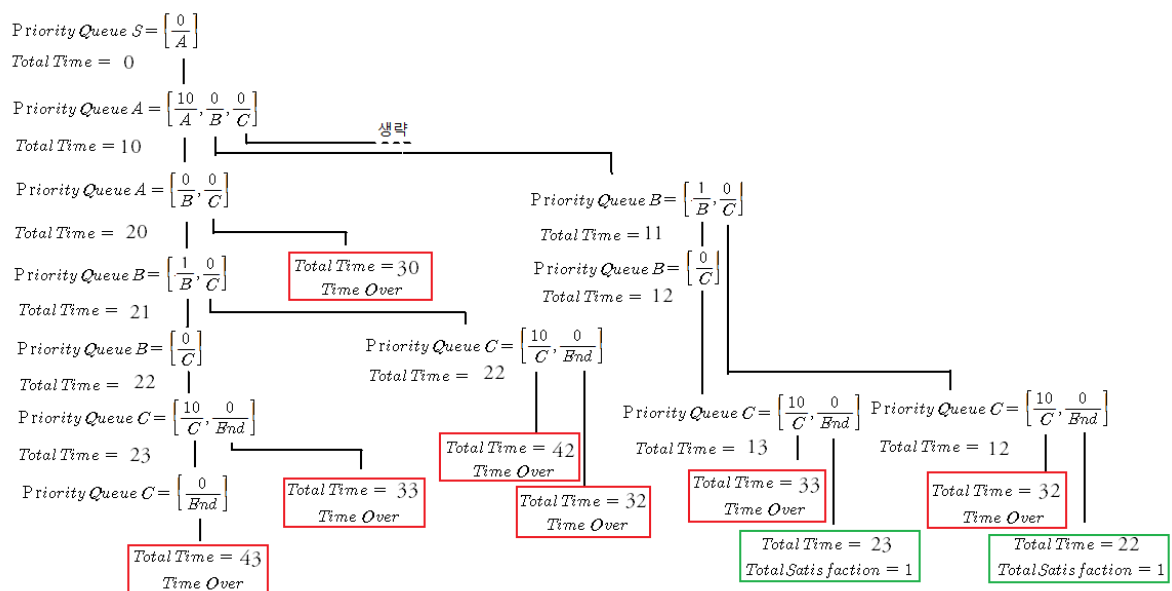 Priority Queue S = [0/A]
Total Time = 0
Priority Queue A = [10/A, 0/B, 0/C]
생략
Total Time = 10
Priority Queue A = [0/B, 0/C]
Priority Queue B = [1/B, 0/C]
Total Time = 20
Total Time = 11
Total Time = 30
Time Over
Priority Queue B = [1/B, 0/C]
Priority Queue B = [0/C]
Total Time = 21
Total Time = 12
Priority Queue B = [0/C]
Priority Queue C = [10/C, 0/End]
Total Time = 22
Total Time = 22
Priority Queue C = [10/C, 0/End]
Priority Queue C = [10/C, 0/End]
Priority Queue C = [10/C, 0/End]
Total Time = 23
Total Time = 42
Time Over
Total Time = 13
Total Time = 12
Priority Queue C = [0/End]
Total Time = 33
Time Over
Total Time = 32
Time Over
Total Time = 33
Time Over
Total Time = 32
Time Over
Total Time = 43
Time Over
Total Time = 23
Total Satisfaction = 1
Total Time = 22
Total Satisfaction = 1